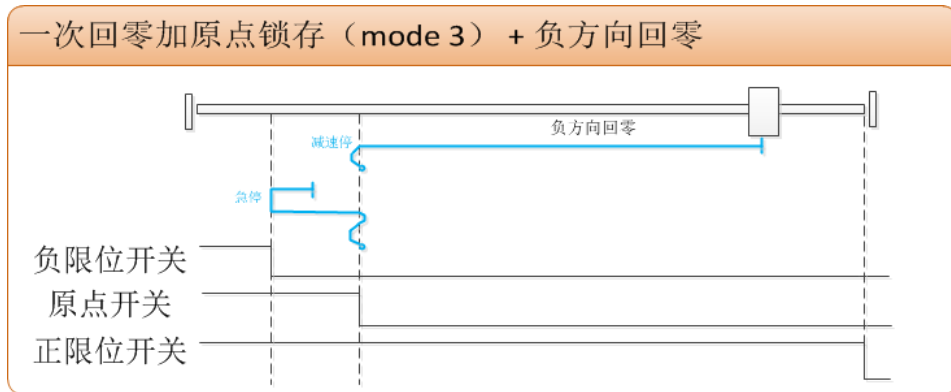 一次回零加原点锁存（mode 3） + 负方向回零
负方向回零
减速停
急停
负限位开关
原点开关
正限位开关